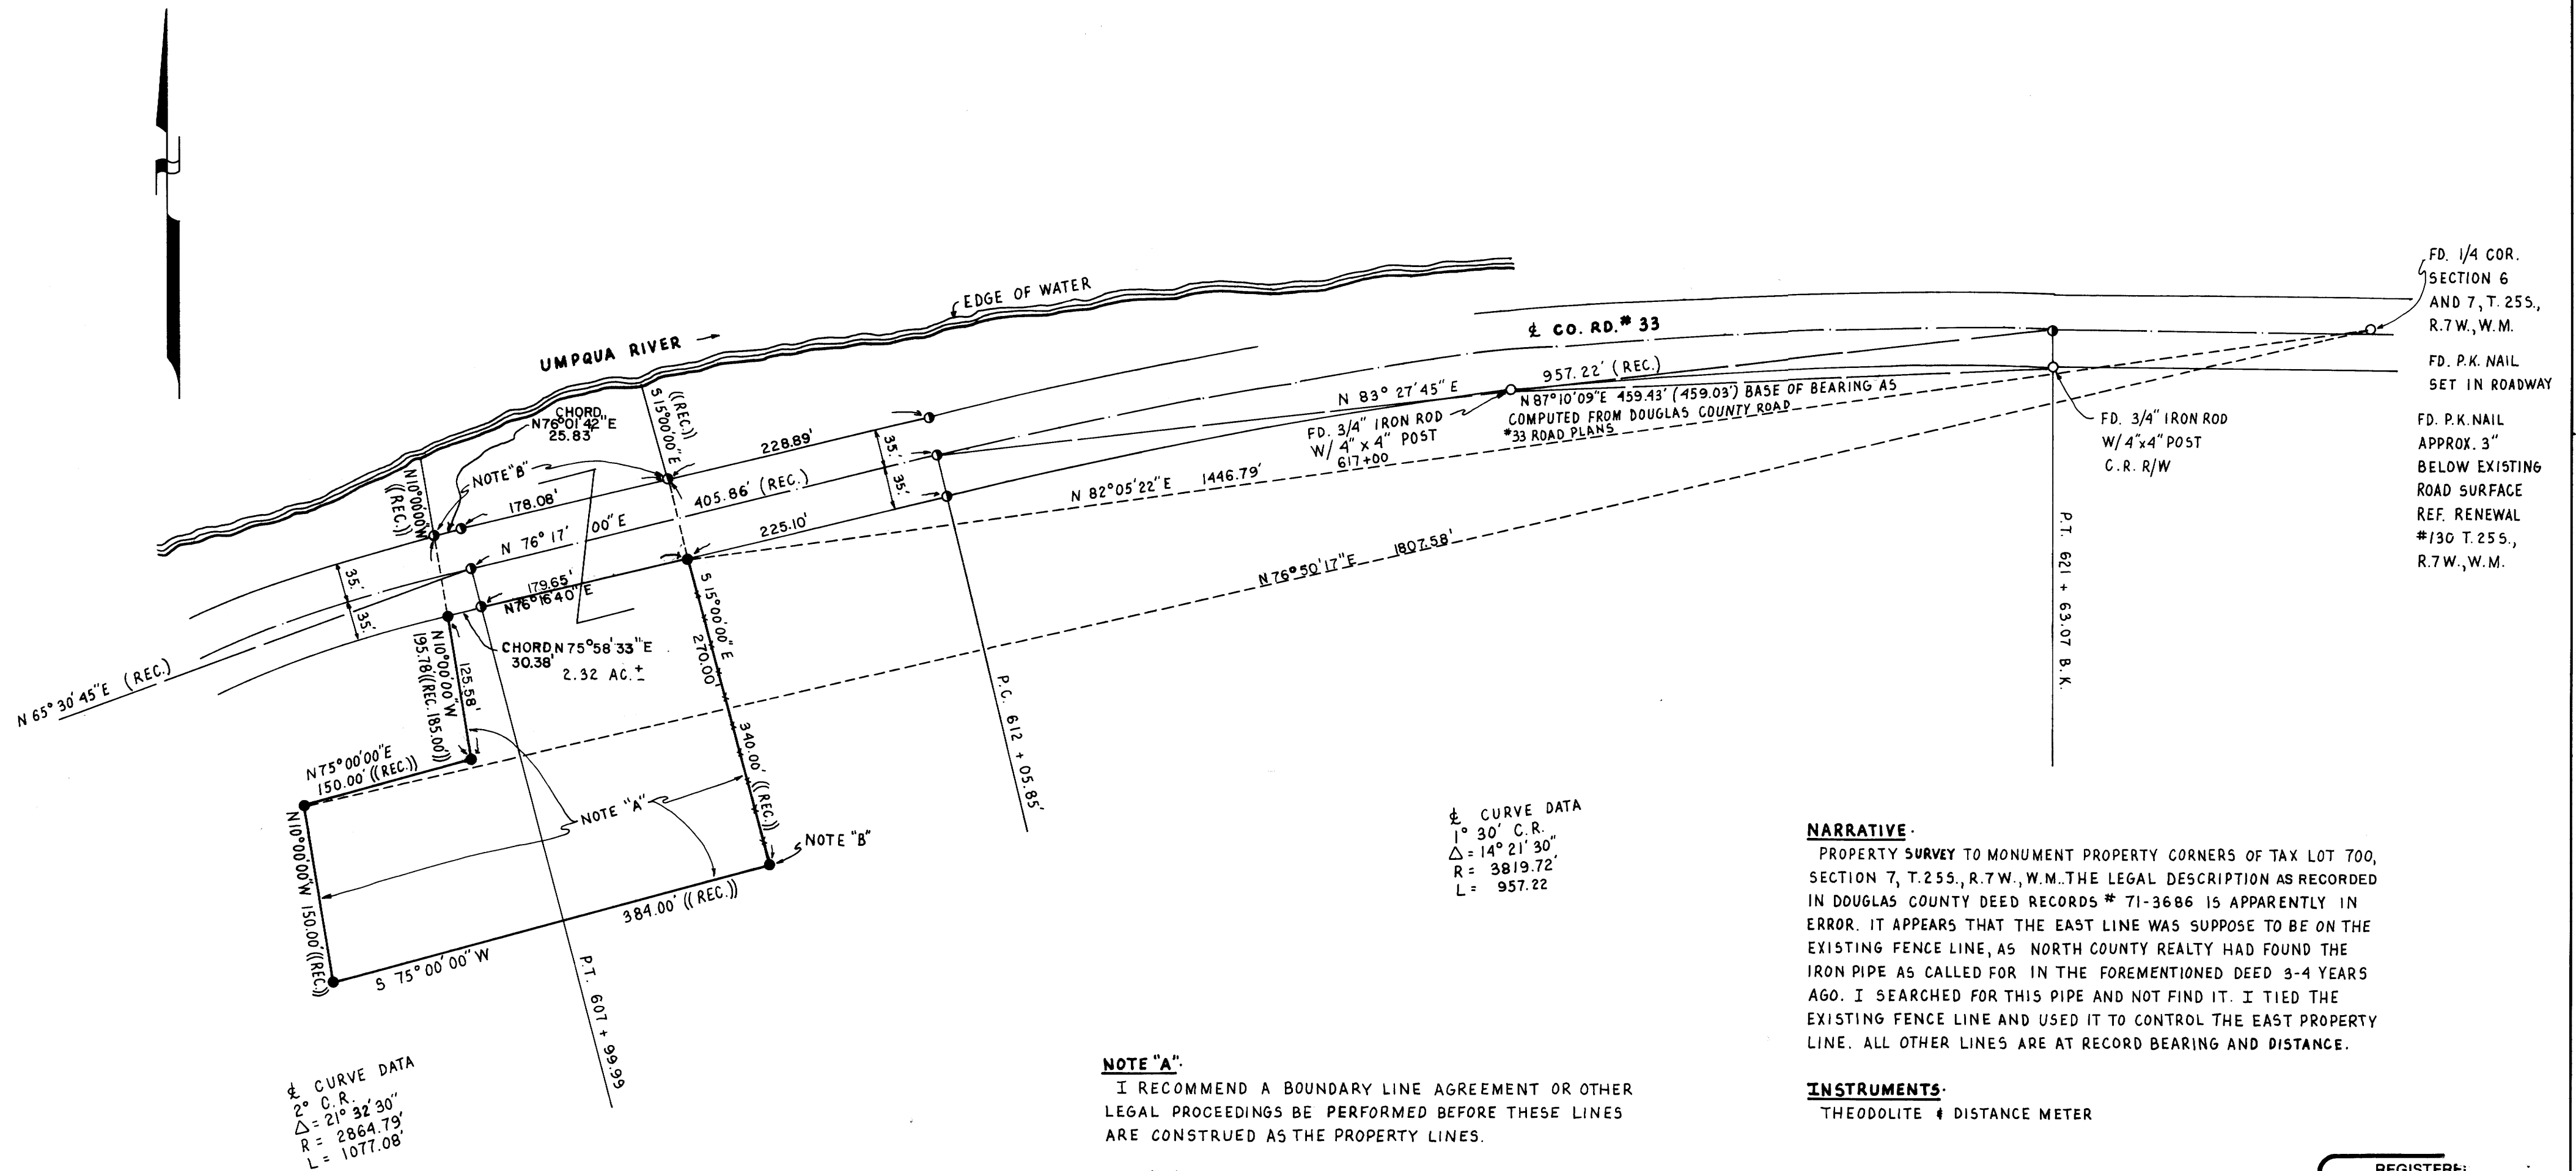 FD. 1/4 COR.
SECTION 6
AND 7, T. 25 S.,
R.7 W., W.M.
FD. P.K. NAIL
SET IN ROADWAY
FD. P.K. NAIL
APPROX. 3"
BELOW EXISTING
ROAD SURFACE
REF. RENEWAL
#130 T. 25 S.,
R.7 W., W.M.
EDGE OF WATER
UMPQUA RIVER
℄ CO. RD. # 33
957.22' (REC.)
N 83° 27' 45" E
N 87° 10' 09" E 459.43' (459.03') BASE OF BEARING AS
COMPUTED FROM DOUGLAS COUNTY ROAD
#33 ROAD PLANS
FD. 3/4" IRON ROD
W/ 4" x 4" POST
617+00
FD. 3/4" IRON ROD
W/ 4"x4" POST
C.R. R/W
P.T. 621 + 63.07 B.K.
N 82° 05' 22" E 1446.79'
N 76° 50' 17" E 1807.58'
CHORD
N76° 01' 42" E
25.83'
S 15° 00' 00" E
((REC.))
228.89'
NOTE "B"
178.08'
405.86' (REC.)
35.'
35.'
N 76° 17' 00" E
225.10'
N10° 00' 00" W
((REC.))
35.'
35.'
179.65'
N76° 16' 40" E
CHORD N 75° 58' 33" E
30.38'
2.32 AC. ±
N 65° 30' 45" E (REC.)
125.58'
N10° 00' 00" W
195.78' ((REC. 185.00'))
S 15° 00' 00" E
270.00'
340.00' ((REC.))
P.C. 612 + 05.85'
N 75° 00' 00" E
150.00' ((REC.))
NOTE "A"
NOTE "B"
N10° 00' 00" W 150.00' ((REC.))
384.00' ((REC.))
S 75° 00' 00" W
P.T. 607 + 99.99
℄ CURVE DATA
1° 30' C.R.
Δ = 14° 21' 30"
R = 3819.72'
L = 957.22
℄ CURVE DATA
2° C.R.
Δ = 21° 32' 30"
R = 2864.79'
L = 1077.08'
NARRATIVE.
PROPERTY SURVEY TO MONUMENT PROPERTY CORNERS OF TAX LOT 700,
SECTION 7, T.25S., R.7 W., W.M.. THE LEGAL DESCRIPTION AS RECORDED
IN DOUGLAS COUNTY DEED RECORDS # 71-3686 IS APPARENTLY IN
ERROR. IT APPEARS THAT THE EAST LINE WAS SUPPOSE TO BE ON THE
EXISTING FENCE LINE, AS NORTH COUNTY REALTY HAD FOUND THE
IRON PIPE AS CALLED FOR IN THE FOREMENTIONED DEED 3-4 YEARS
AGO. I SEARCHED FOR THIS PIPE AND NOT FIND IT. I TIED THE
EXISTING FENCE LINE AND USED IT TO CONTROL THE EAST PROPERTY
LINE. ALL OTHER LINES ARE AT RECORD BEARING AND DISTANCE.
NOTE "A".
I RECOMMEND A BOUNDARY LINE AGREEMENT OR OTHER
LEGAL PROCEEDINGS BE PERFORMED BEFORE THESE LINES
ARE CONSTRUED AS THE PROPERTY LINES.
INSTRUMENTS.
THEODOLITE & DISTANCE METER